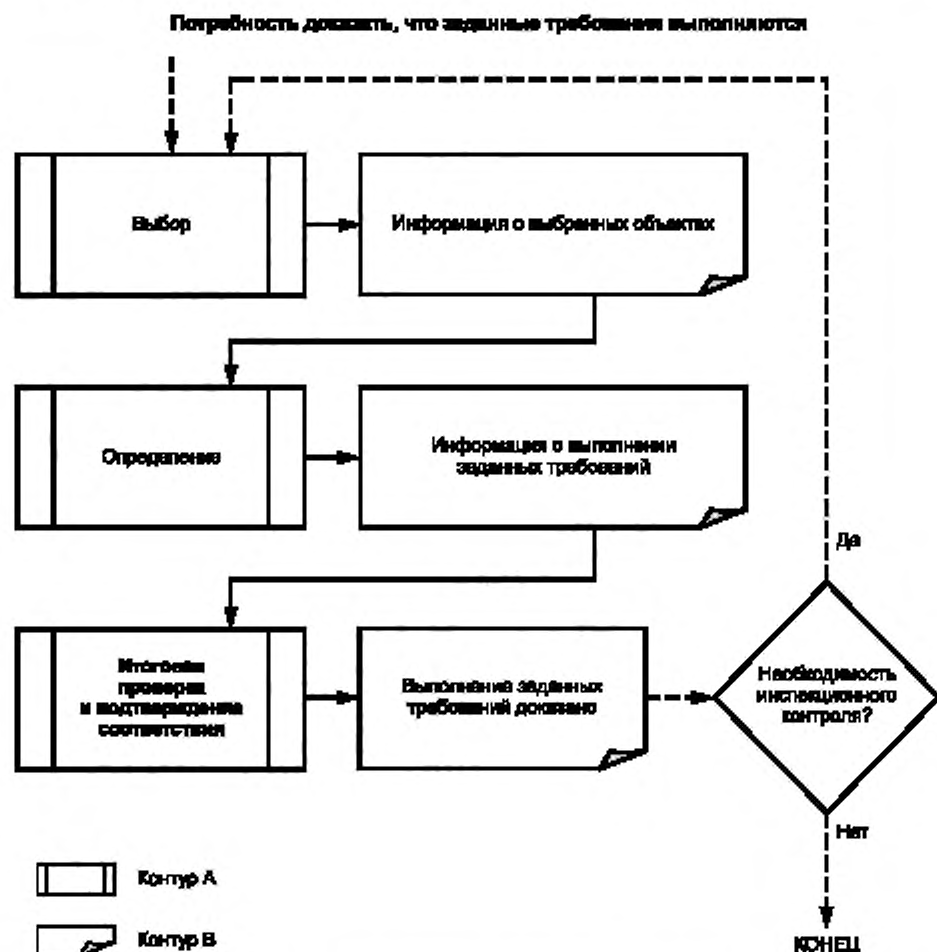 Потребность доказать, что заданные требования выполняются
Выбор
Информация о выбранных объектах
Определение
Информация о выполнении
заданных требований
Да
Итоговая
проверка
и подтверждение
соответствия
Выполнение заданных
требований доказано
Необходимость
инспекционного
контроля?
Нет
Контур А
Контур В
КОНЕЦ